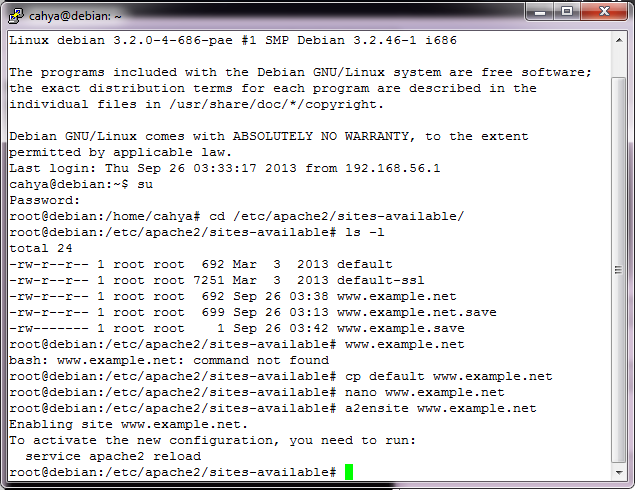 cahya@debian: ~
Linux debian 3.2.0-4-686-pae #1 SMP Debian 3.2.46-1 i686
The programs included with the Debian GNU/Linux system are free software;
the exact distribution terms for each program are described in the
individual files in /usr/share/doc/*/copyright.
Debian GNU/Linux comes with ABSOLUTELY NO WARRANTY, to the extent
permitted by applicable law.
Last login: Thu Sep 26 03:33:17 2013 from 192.168.56.1
cahya@debian:~$ su
Password:
root@debian:/home/cahya# cd /etc/apache2/sites-available/
root@debian:/etc/apache2/sites-available# ls -l
total 24
-rw-r--r-- 1 root root  692 Mar  3  2013 default
-rw-r--r-- 1 root root 7251 Mar  3  2013 default-ssl
-rw-r--r-- 1 root root  692 Sep 26 03:38 www.example.net
-rw-r--r-- 1 root root  699 Sep 26 03:13 www.example.net.save
-rw------- 1 root root    1 Sep 26 03:42 www.example.save
root@debian:/etc/apache2/sites-available# www.example.net
bash: www.example.net: command not found
root@debian:/etc/apache2/sites-available# cp default www.example.net
root@debian:/etc/apache2/sites-available# nano www.example.net
root@debian:/etc/apache2/sites-available# a2ensite www.example.net
Enabling site www.example.net.
To activate the new configuration, you need to run:
  service apache2 reload
root@debian:/etc/apache2/sites-available#